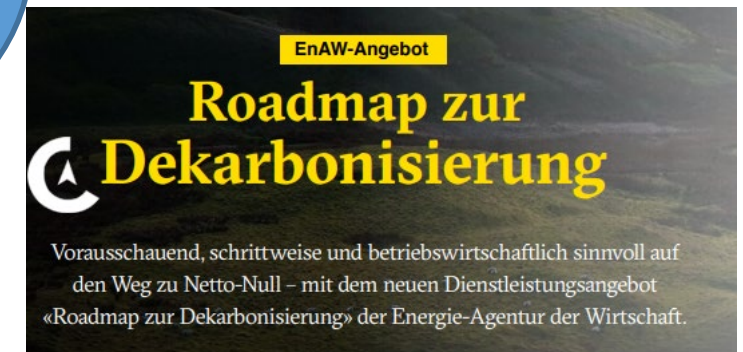 EnAW-Angebot
Roadmap zur
Dekarbonisierung
Vorausschauend, schrittweise und betriebswirtschaftlich sinnvoll auf
den Weg zu Netto-Null – mit dem neuen Dienstleistungsangebot
«Roadmap zur Dekarbonisierung» der Energie-Agentur der Wirtschaft.